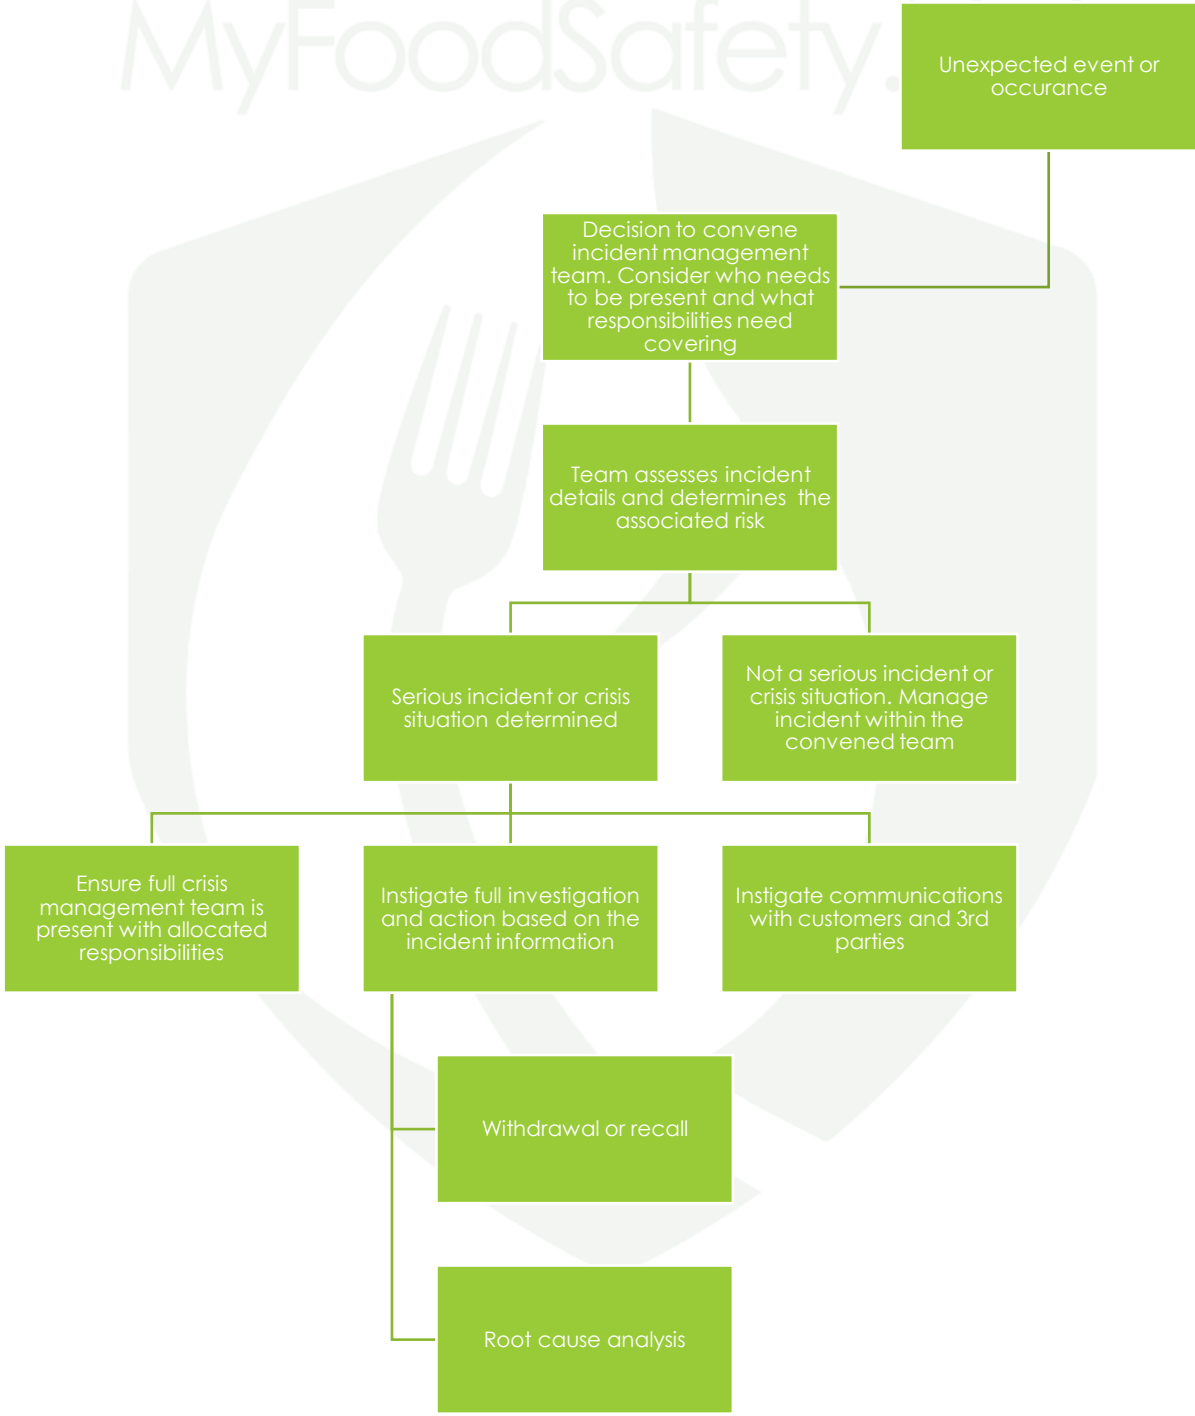 MyFoodSafety.
Unexpected event or
occurance
Decision to convene
incident management
team. Consider who needs
to be present and what
responsibilities need
covering
Team assesses incident
details and determines the
associated risk
Serious incident or crisis
situation determined
Not a serious incident or
crisis situation. Manage
incident within the
convened team
Ensure full crisis
management team is
present with allocated
responsibilities
Instigate full investigation
and action based on the
incident information
Instigate communications
with customers and 3rd
parties
Withdrawal or recall
Root cause analysis